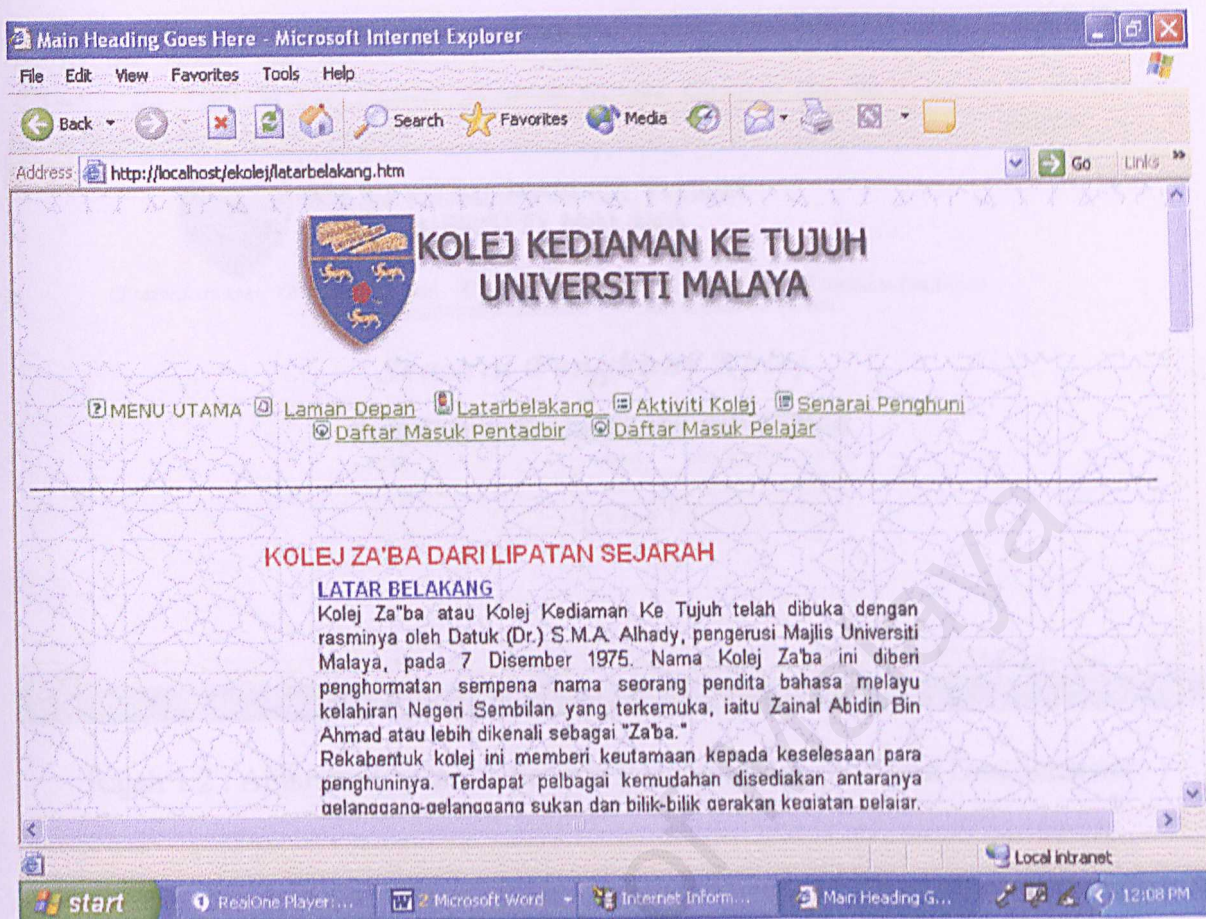 Main Heading Goes Here - Microsoft Internet Explorer
File Edit View Favorites Tools Help
Back Search Favorites Media
Address http://localhost/ekolej/latarbelakang.htm Go Links »
KOLEJ KEDIAMAN KE TUJUH
UNIVERSITI MALAYA
MENU UTAMA Laman Depan Latarbelakang Aktiviti Kolej Senarai Penghuni
Daftar Masuk Pentadbir Daftar Masuk Pelajar
KOLEJ ZA'BA DARI LIPATAN SEJARAH
LATAR BELAKANG
Kolej Za"ba atau Kolej Kediaman Ke Tujuh telah dibuka dengan
rasminya oleh Datuk (Dr.) S.M.A. Alhady, pengerusi Majlis Universiti
Malaya, pada 7 Disember 1975. Nama Kolej Za'ba ini diberi
penghormatan sempena nama seorang pendita bahasa melayu
kelahiran Negeri Sembilan yang terkemuka, iaitu Zainal Abidin Bin
Ahmad atau lebih dikenali sebagai "Za'ba."
Rekabentuk kolej ini memberi keutamaan kepada keselesaan para
penghuninya. Terdapat pelbagai kemudahan disediakan antaranya
gelanggang-gelanggang sukan dan bilik-bilik gerakan kegiatan pelajar.
Local intranet
start RealOne Player:... 2 Microsoft Word Internet Inform... Main Heading G... 12:08 PM
of Malaya